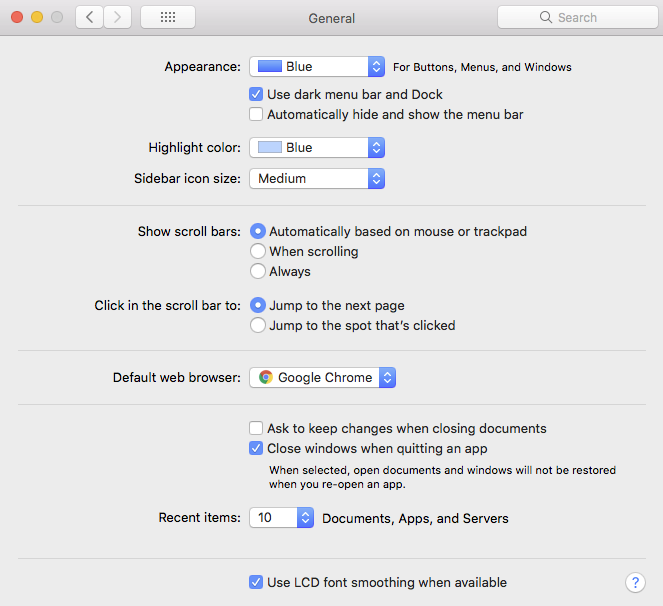 General
Search
Appearance: Blue For Buttons, Menus, and Windows
Use dark menu bar and Dock
Automatically hide and show the menu bar
Highlight color: Blue
Sidebar icon size: Medium
Show scroll bars: Automatically based on mouse or trackpad
When scrolling
Always
Click in the scroll bar to: Jump to the next page
Jump to the spot that's clicked
Default web browser: Google Chrome
Ask to keep changes when closing documents
Close windows when quitting an app
When selected, open documents and windows will not be restored
when you re-open an app.
Recent items: 10 Documents, Apps, and Servers
Use LCD font smoothing when available ?